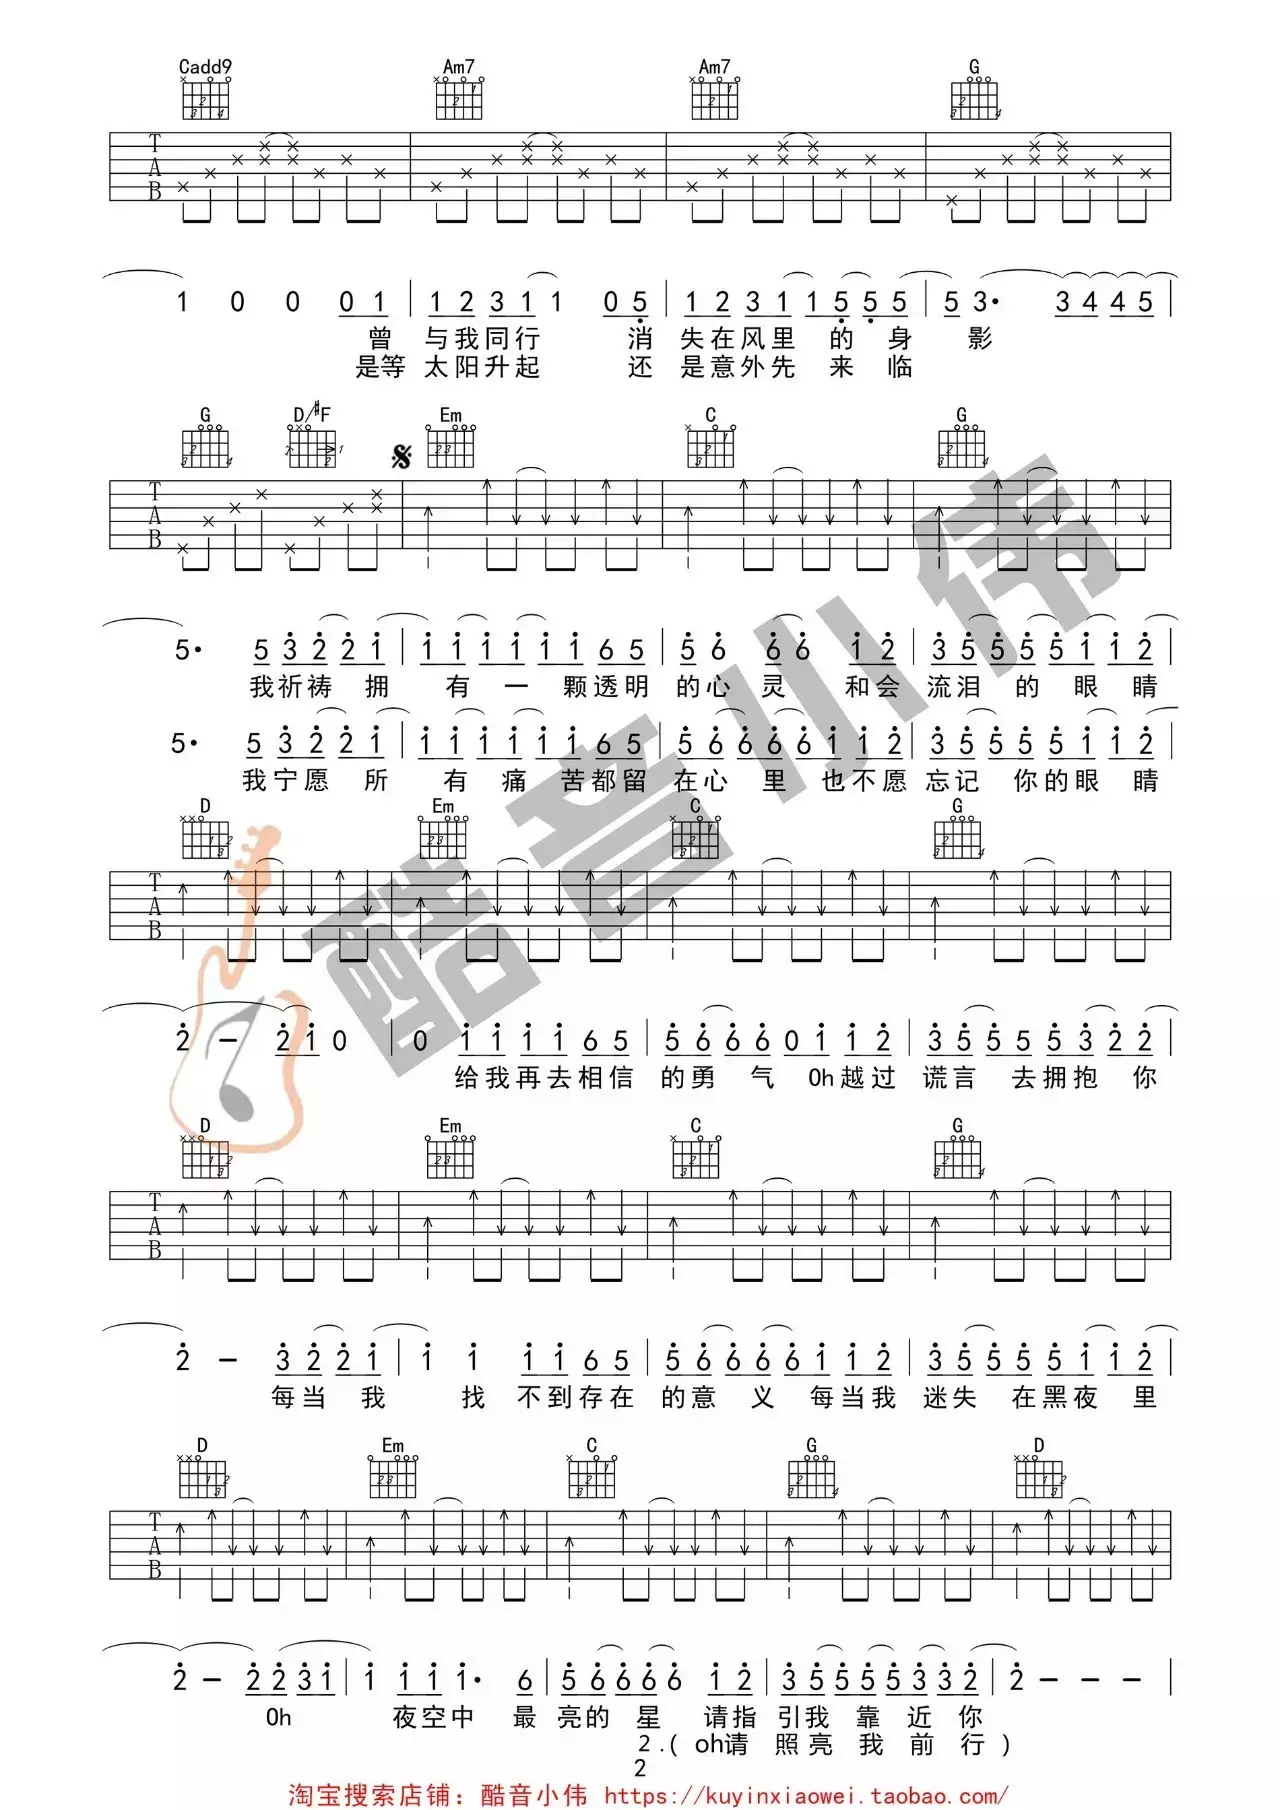 Cadd9 Am7 Am7 G
T A B
1 0 0 0 1 | 1 2 3 1 1 0 5 | 1 2 3 1 1 5 5 5 | 5 3· 3 4 4 5
曾 与我同行 消 失在风里 的 身 影
是等 太阳升起 还 是意外先 来 临
G D/#F Em C G
T A B
5· 5 3 2 2 1 | 1 1 1 1 1 1 6 5 | 5 6 6 6 1 2 | 3 5 5 5 5 1 1 2
我祈祷 拥 有 一 颗透明 的心 灵 和会 流泪 的 眼 睛
5· 5 3 2 2 1 | 1 1 1 1 1 1 6 5 | 5 6 6 6 6 1 1 2 | 3 5 5 5 5 1 1 2
我宁愿 所 有 痛 苦都留 在心 里 也不愿 忘记 你的眼 睛
D Em C G
T A B
2 — 2 1 0 | 0 1 1 1 1 6 5 | 5 6 6 6 0 1 1 2 | 3 5 5 5 5 3 2 2
给我再去相信 的勇 气 Oh越过 谎言 去拥抱 你
D Em C G
T A B
2 — 3 2 2 1 | 1 1 1 1 6 5 | 5 6 6 6 6 1 1 2 | 3 5 5 5 5 1 1 2
每当 我 找 不到存在 的意 义 每当我 迷失 在黑夜 里
D Em C G D
T A B
2 — 2 2 3 1 | 1 1 1 1· 6 | 5 6 6 6 6 1 2 | 3 5 5 5 5 3 3 2 | 2 — — —
Oh 夜空中 最 亮的 星 请指 引我 靠 近 你
2.( oh请 照 亮 我 前 行 )
2
淘宝搜索店铺：酷音小伟 https://kuyinxiaowei.taobao.com/
酷音小伟